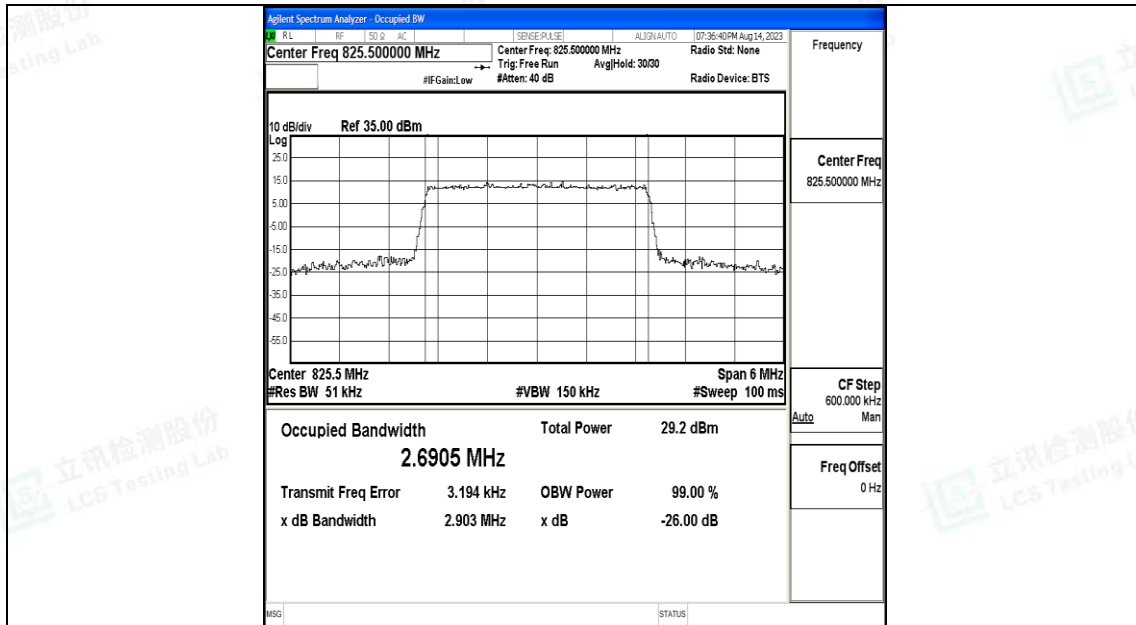 Agilent Spectrum Analyzer - Occupied BW
LXI RL RF 50 Ω AC SENSE:PULSE ALIGN AUTO 07:36:40 PM Aug 14, 2023
Center Freq 825.500000 MHz
Center Freq: 825.500000 MHz
Radio Std: None
Trig: Free Run Avg|Hold: 30/30
#IFGain:Low #Atten: 40 dB Radio Device: BTS
10 dB/div Ref 35.00 dBm
Log
25.0
15.0
5.00
-5.00
-15.0
-25.0
-35.0
-45.0
-55.0
Center 825.5 MHz Span 6 MHz
#Res BW 51 kHz #VBW 150 kHz #Sweep 100 ms
Occupied Bandwidth Total Power 29.2 dBm
2.6905 MHz
Transmit Freq Error 3.194 kHz OBW Power 99.00 %
x dB Bandwidth 2.903 MHz x dB -26.00 dB
MSG STATUS
Frequency
Center Freq
825.500000 MHz
CF Step
600.000 kHz
Auto Man
Freq Offset
0 Hz
立讯检测股份
LCS Testing Lab
立讯检测股份
LCS Testing L